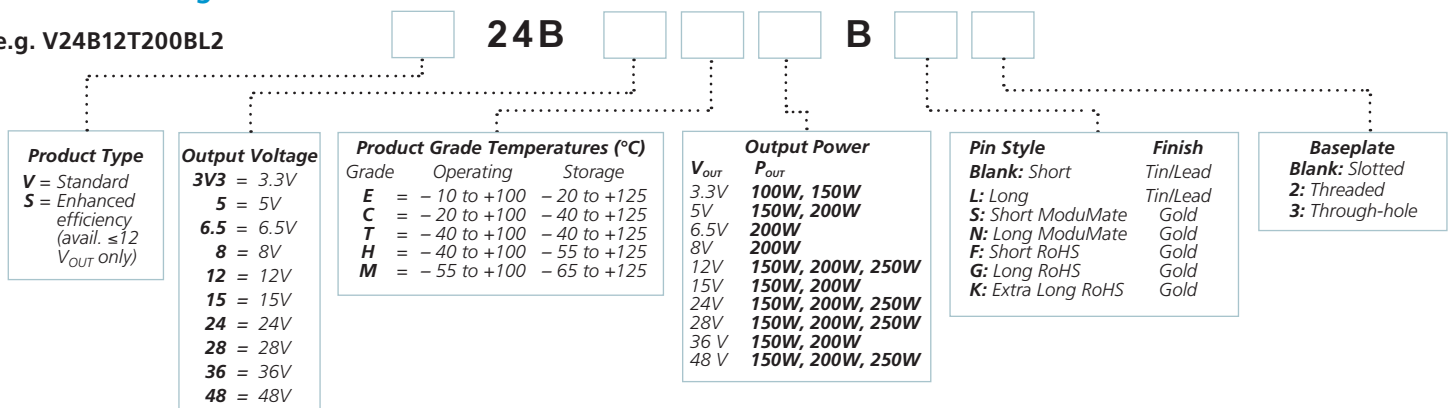 e.g. V24B12T200BL2
24B B
Product Type
V = Standard
S = Enhanced
efficiency
(avail. ≤12
VOUT only)
Output Voltage
3V3 = 3.3V
5 = 5V
6.5 = 6.5V
8 = 8V
12 = 12V
15 = 15V
24 = 24V
28 = 28V
36 = 36V
48 = 48V
Product Grade Temperatures (°C)
Grade Operating Storage
E = – 10 to +100 – 20 to +125
C = – 20 to +100 – 40 to +125
T = – 40 to +100 – 40 to +125
H = – 40 to +100 – 55 to +125
M = – 55 to +100 – 65 to +125
Output Power
VOUT POUT
3.3V 100W, 150W
5V 150W, 200W
6.5V 200W
8V 200W
12V 150W, 200W, 250W
15V 150W, 200W
24V 150W, 200W, 250W
28V 150W, 200W, 250W
36 V 150W, 200W
48 V 150W, 200W, 250W
Pin Style Finish
Blank: Short Tin/Lead
L: Long Tin/Lead
S: Short ModuMate Gold
N: Long ModuMate Gold
F: Short RoHS Gold
G: Long RoHS Gold
K: Extra Long RoHS Gold
Baseplate
Blank: Slotted
2: Threaded
3: Through-hole